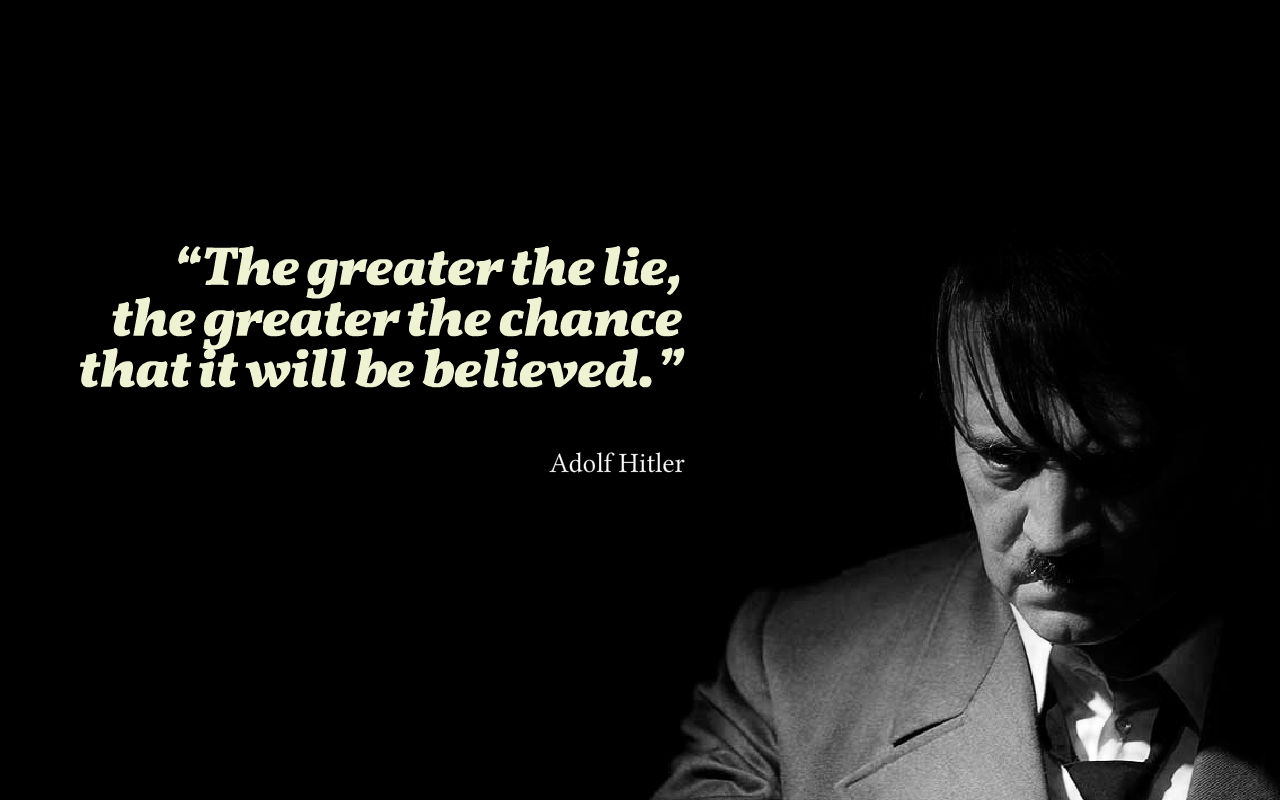 “The greater the lie,
the greater the chance
that it will be believed.”
Adolf Hitler